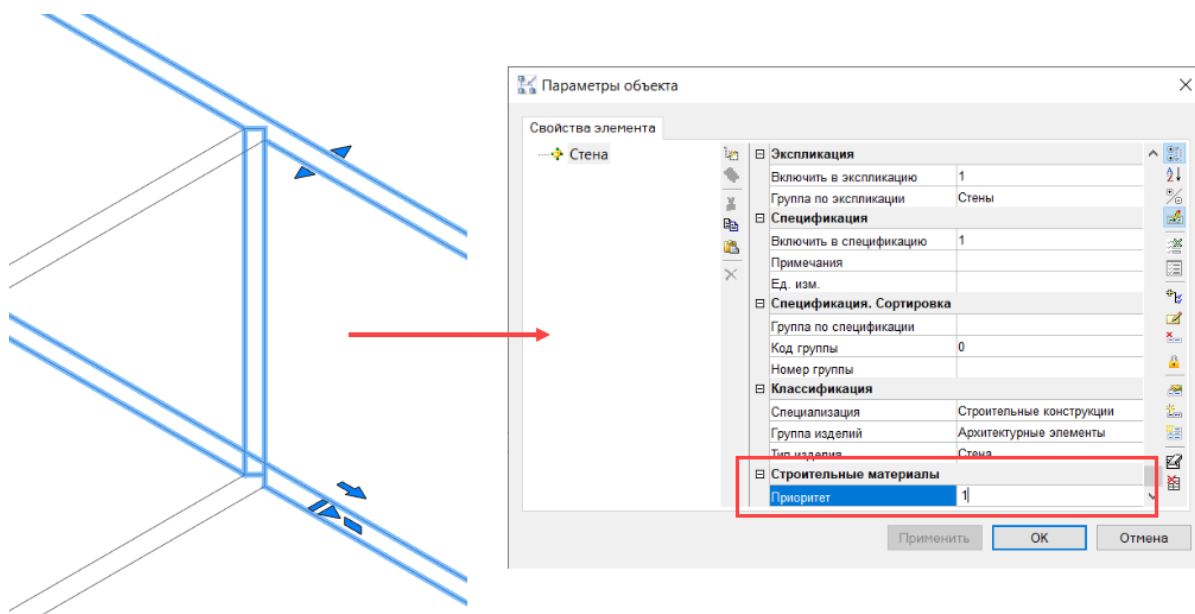 Параметры объекта
Свойства элемента
Стена
Экспликация
Включить в экспликацию 1
Группа по экспликации Стены
Спецификация
Включить в спецификацию 1
Примечания
Ед. изм.
Спецификация. Сортировка
Группа по спецификации
Код группы 0
Номер группы
Классификация
Специализация Строительные конструкции
Группа изделий Архитектурные элементы
Тип изделия Стена
Строительные материалы
Приоритет 1
Применить OK Отмена